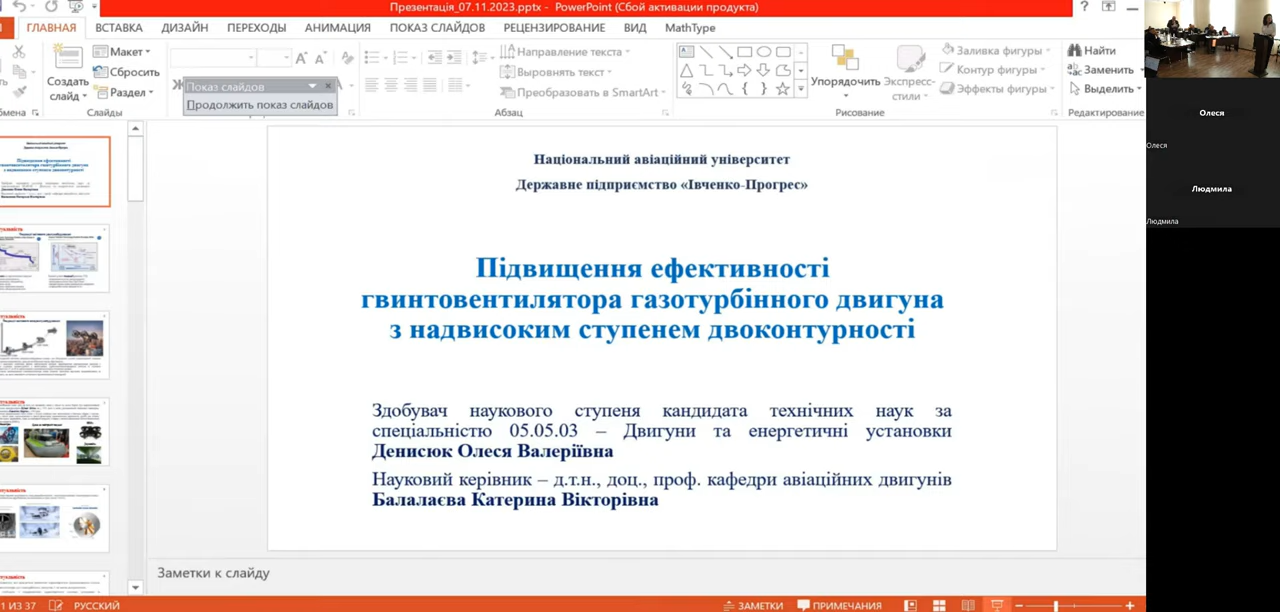 Презентація_07.11.2023.pptx - PowerPoint (Сбой активации продукта)
ГЛАВНАЯ ВСТАВКА ДИЗАЙН ПЕРЕХОДЫ АНИМАЦИЯ ПОКАЗ СЛАЙДОВ РЕЦЕНЗИРОВАНИЕ ВИД MathType
Макет
Сбросить
Раздел
Создать
слайд
Слайды
Показ слайдов
Продолжить показ слайдов
Направление текста
Выровнять текст
Преобразовать в SmartArt
Абзац
Упорядочить
Экспресс-
стили
Заливка фигуры
Контур фигуры
Эффекты фигуры
Рисование
Найти
Заменить
Выделить
Редактирование
Національний авіаційний університет
Державне підприємство «Івченко-Прогрес»
Підвищення ефективності
гвинтовентилятора газотурбінного двигуна
з надвисоким ступенем двоконтурності
Здобувач наукового ступеня кандидата технічних наук за
спеціальністю 05.05.03 – Двигуни та енергетичні установки
Денисюк Олеся Валеріївна
Науковий керівник – д.т.н., доц., проф. кафедри авіаційних двигунів
Балалаєва Катерина Вікторівна
Заметки к слайду
1 ИЗ 37 РУССКИЙ
ЗАМЕТКИ ПРИМЕЧАНИЯ
Олеся
Олеся
Людмила
Людмила